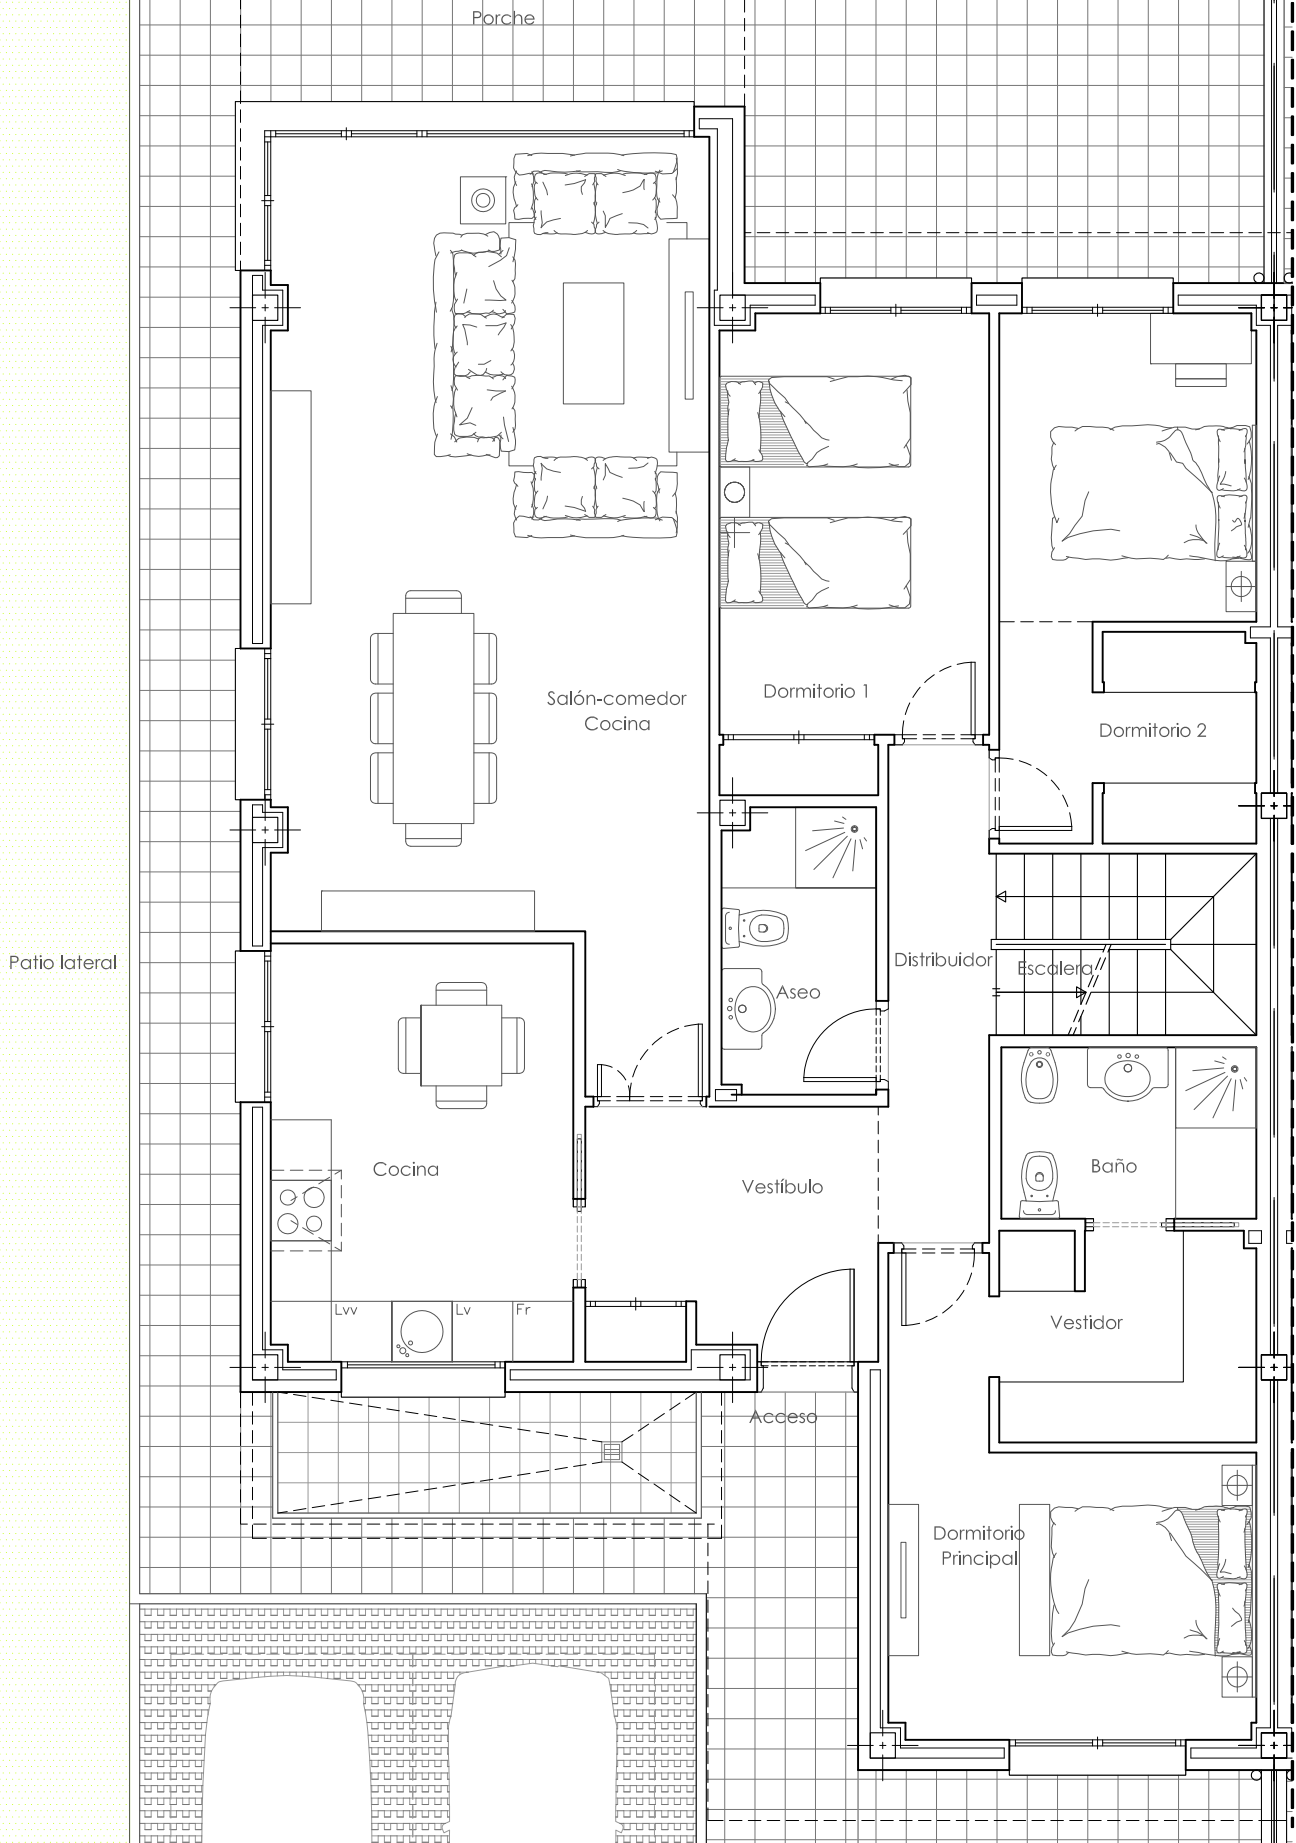 Porche
Salón-comedor
Cocina
Dormitorio 1
Dormitorio 2
Patio lateral
Aseo
Distribuidor
Escalera
Cocina
Vestíbulo
Baño
Lvv
Lv
Fr
Vestidor
Acceso
Dormitorio
Principal